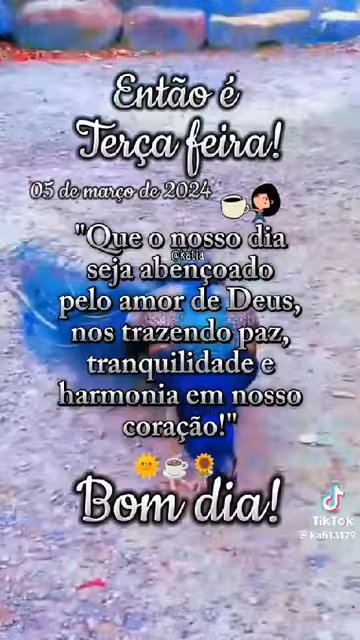 Então é
Terça feira!
05 de março de 2024
"Que o nosso dia
@kátia
seja abençoado
pelo amor de Deus,
nos trazendo paz,
tranquilidade e
harmonia em nosso
coração!"
Bom dia!
TikTok
@ka613179